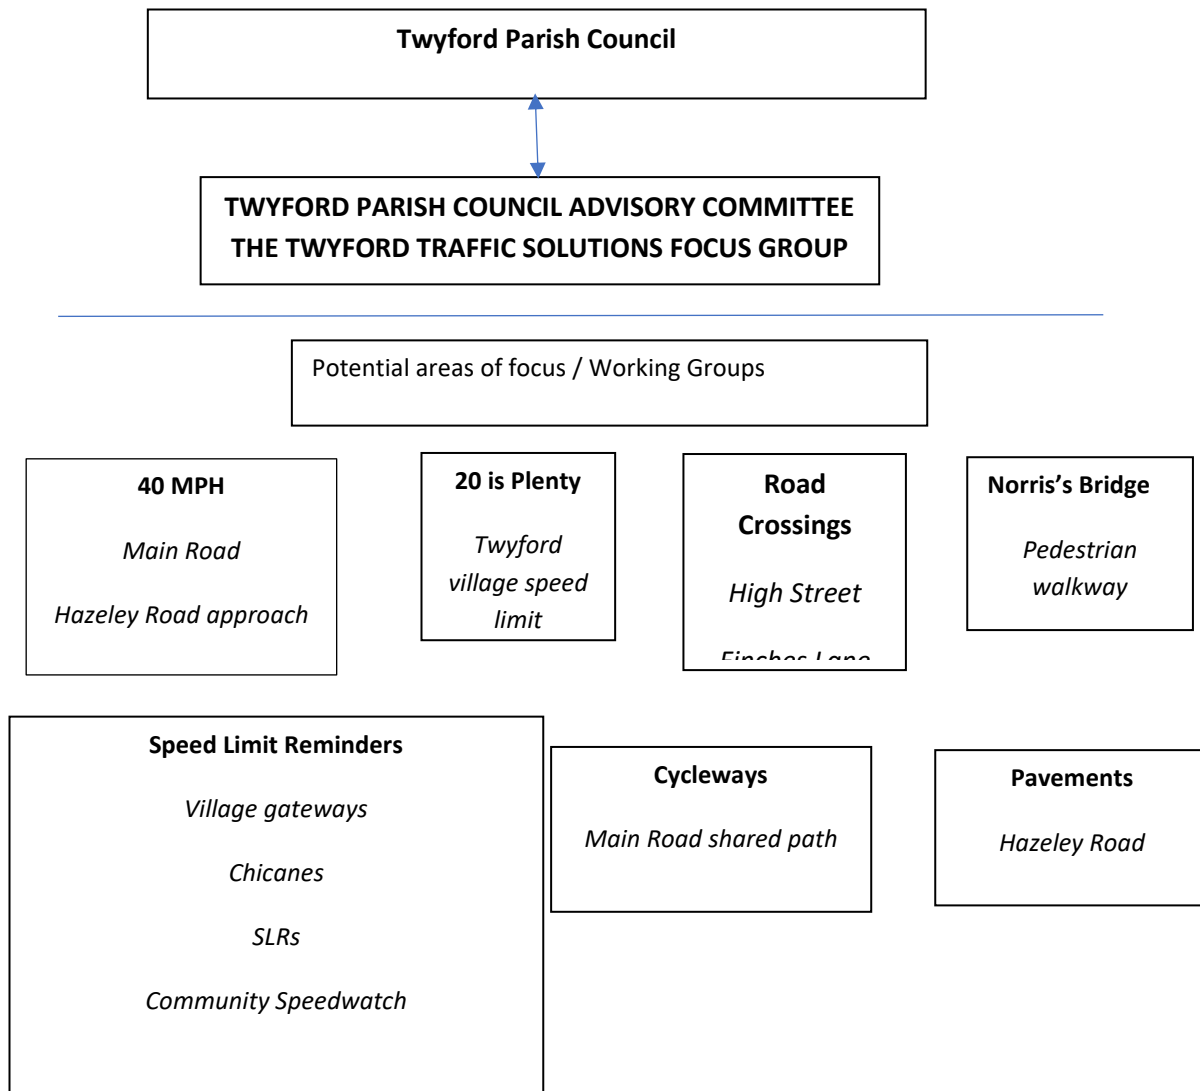 Twyford Parish Council
TWYFORD PARISH COUNCIL ADVISORY COMMITTEE
THE TWYFORD TRAFFIC SOLUTIONS FOCUS GROUP
Potential areas of focus / Working Groups
40 MPH
Main Road
Hazeley Road approach
20 is Plenty
Twyford
village speed
limit
Road
Crossings
High Street
Finches Lane
Norris’s Bridge
Pedestrian
walkway
Speed Limit Reminders
Village gateways
Chicanes
SLRs
Community Speedwatch
Cycleways
Main Road shared path
Pavements
Hazeley Road